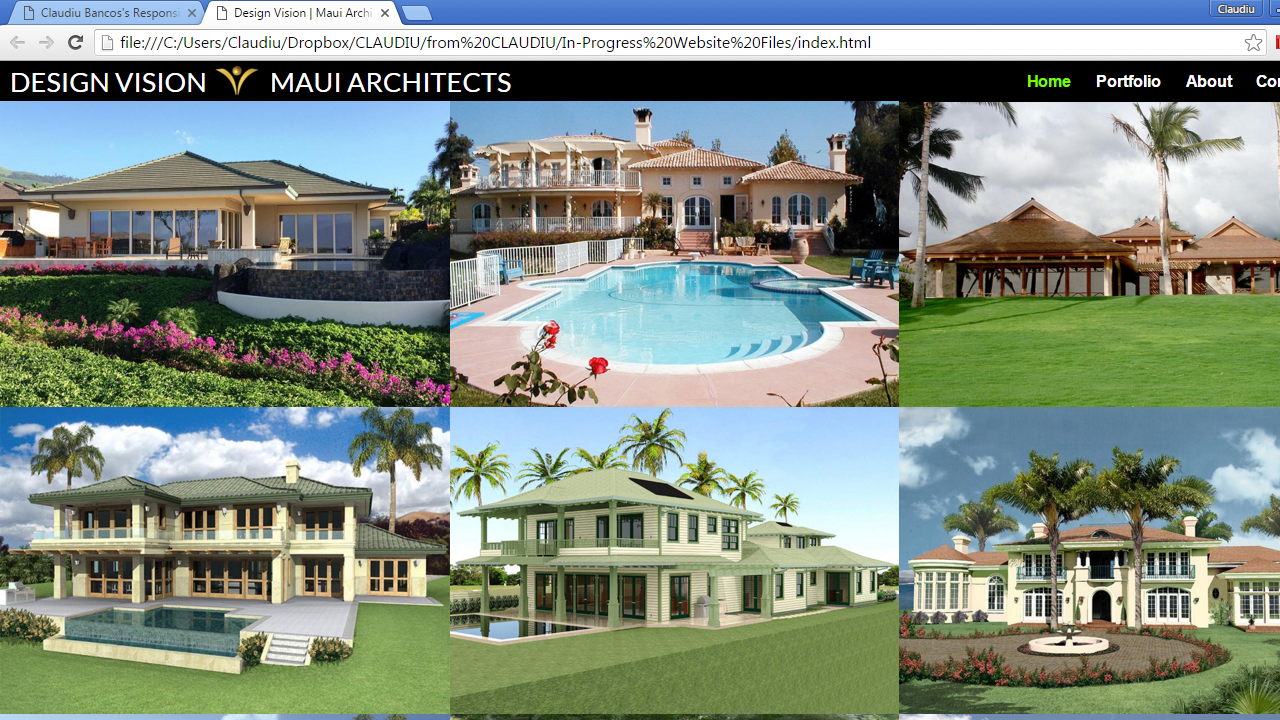 Claudiu Bancos's Responsi
Design Vision | Maui Archi
Claudiu
file:///C:/Users/Claudiu/Dropbox/CLAUDIU/from%20CLAUDIU/In-Progress%20Website%20Files/index.html
DESIGN VISION MAUI ARCHITECTS
Home Portfolio About Con